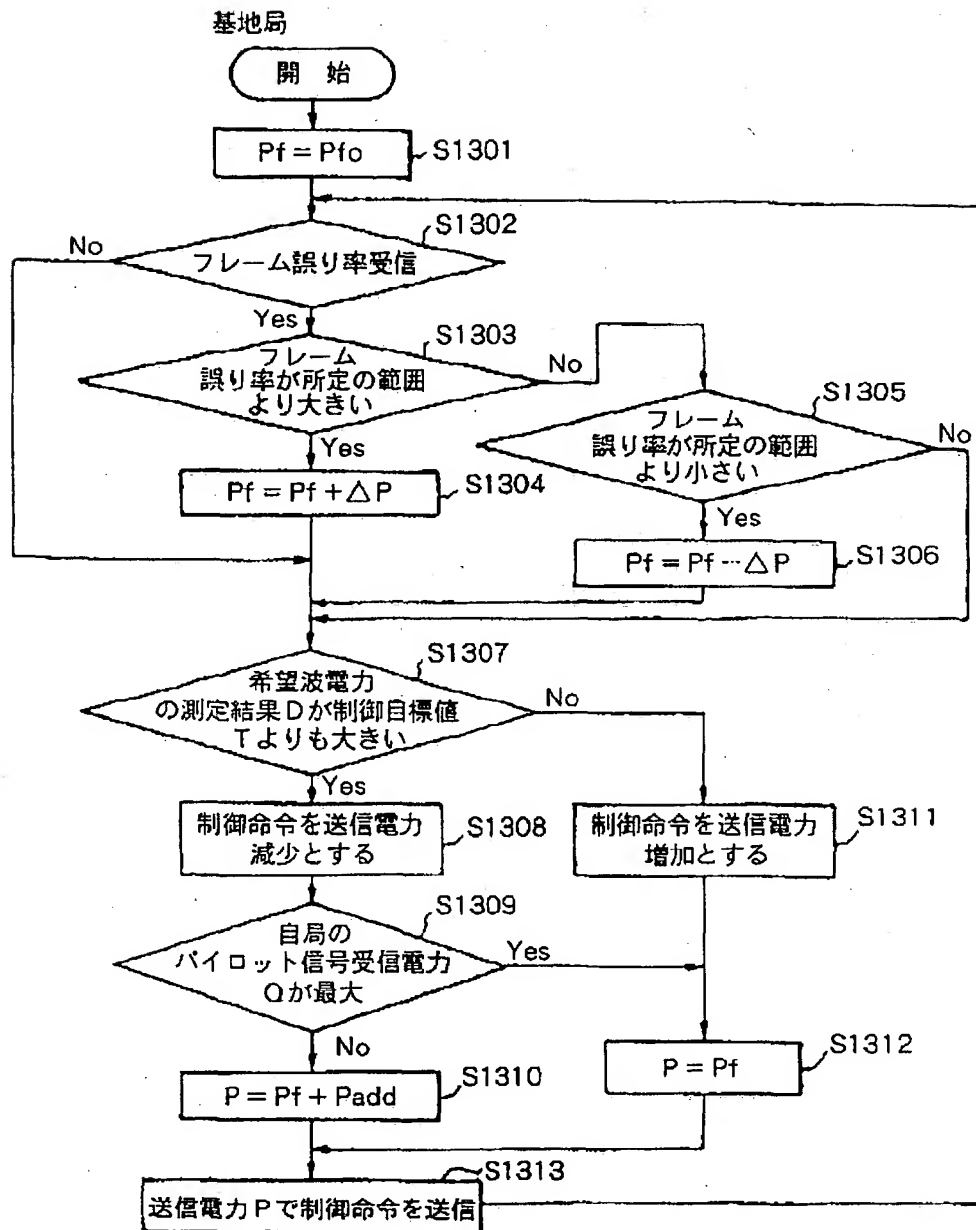 基地局
開 始
Pf = Pfo
S1301
S1302
No
フレーム誤り率受信
Yes
S1303
フレーム
誤り率が所定の範囲
より大きい
No
S1305
フレーム
誤り率が所定の範囲
より小さい
No
Yes
Pf = Pf + △P
S1304
Yes
Pf = Pf - △P
S1306
S1307
希望波電力
の測定結果Dが制御目標値
Tよりも大きい
No
Yes
制御命令を送信電力
減少とする
S1308
制御命令を送信電力
増加とする
S1311
S1309
自局の
パイロット信号受信電力
Qが最大
Yes
No
P = Pf + Padd
S1310
P = Pf
S1312
S1313
送信電力Pで制御命令を送信